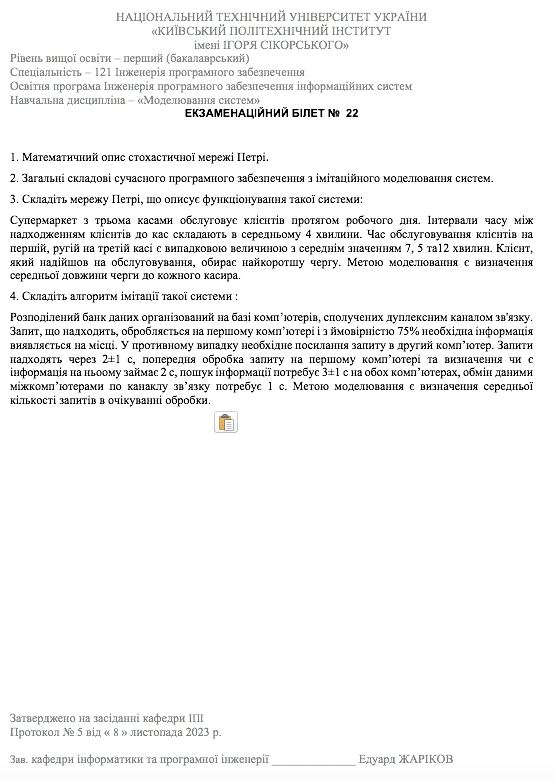 НАЦІОНАЛЬНИЙ ТЕХНІЧНИЙ УНІВЕРСИТЕТ УКРАЇНИ
«КИЇВСЬКИЙ ПОЛІТЕХНІЧНИЙ ІНСТИТУТ
імені ІГОРЯ СІКОРСЬКОГО»
Рівень вищої освіти – перший (бакалаврський)
Спеціальність – 121 Інженерія програмного забезпечення
Освітня програма Інженерія програмного забезпечення інформаційних систем
Навчальна дисципліна – «Моделювання систем»
ЕКЗАМЕНАЦІЙНИЙ БІЛЕТ № 22
1. Математичний опис стохастичної мережі Петрі.
2. Загальні складові сучасного програмного забезпечення з імітаційного моделювання систем.
3. Складіть мережу Петрі, що описує функціонування такої системи:
Супермаркет з трьома касами обслуговує клієнтів протягом робочого дня. Інтервали часу між
надходженням клієнтів до кас складають в середньому 4 хвилини. Час обслуговування клієнтів на
першій, ругій на третій касі є випадковою величиною з середнім значенням 7, 5 та12 хвилин. Клієнт,
який надійшов на обслуговування, обирає найкоротшу чергу. Метою моделювання є визначення
середньої довжини черги до кожного касира.
4. Складіть алгоритм імітації такої системи :
Розподілений банк даних організований на базі комп’ютерів, сполучених дуплексним каналом зв'язку.
Запит, що надходить, обробляється на першому комп’ютері і з ймовірністю 75% необхідна інформація
виявляється на місці. У противному випадку необхідне посилання запиту в другий комп’ютер. Запити
надходять через 2±1 с, попередня обробка запиту на першому комп’ютері та визначення чи є
інформація на ньому займає 2 с, пошук інформації потребує 3±1 с на обох комп’ютерах, обмін даними
міжкомп’ютерами по канаклу зв’язку потребує 1 с. Метою моделювання є визначення середньої
кількості запитів в очікуванні обробки.
Затверджено на засіданні кафедри ІПІ
Протокол № 5 від « 8 » листопада 2023 р.
Зав. кафедри інформатики та програмної інженерії _______________ Едуард ЖАРІКОВ